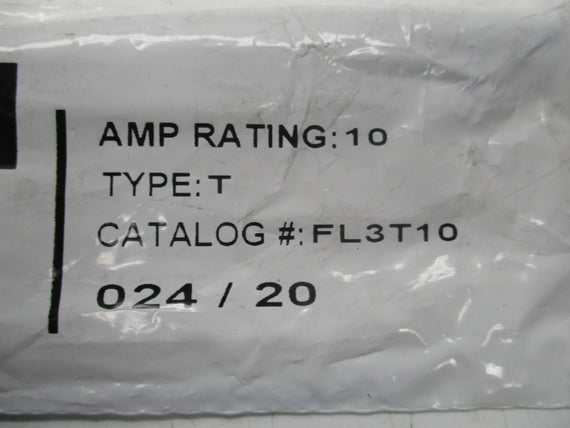 AMP RATING: 10
TYPE: T
CATALOG #: FL3T10
024 / 20